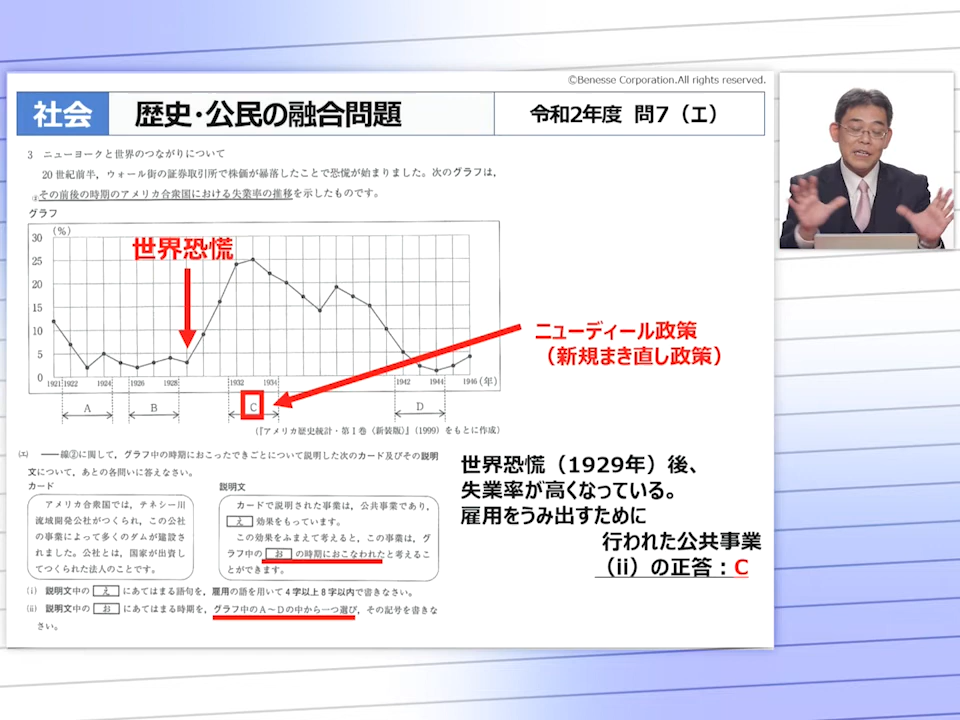 ©Benesse Corporation.All rights reserved.
社会
歴史・公民の融合問題
令和2年度 問7（エ）
3 ニューヨークと世界のつながりについて
20世紀前半，ウォール街の証券取引所で株価が暴落したことで恐慌が始まりました。次のグラフは，
②その前後の時期のアメリカ合衆国における失業率の推移を示したものです。
グラフ
(％)
30
25
20
15
10
5
0
世界恐慌
ニューディール政策
（新規まき直し政策）
1921 1922 1924 1926 1928 1932 1934 1942 1944 1946 (年)
A B C D
(『アメリカ歴史統計・第Ⅰ巻〈新装版〉』(1999) をもとに作成)
(エ) ――線②に関して，グラフ中の時期におこったできごとについて説明した次のカード及びその説明
文について，あとの各問いに答えなさい。
カード
アメリカ合衆国では，テネシー川
流域開発公社がつくられ，この公社
の事業によって多くのダムが建設さ
れました。公社とは，国家が出資し
てつくられた法人のことです。
説明文
カードで説明された事業は，公共事業であり，
え 効果をもっています。
この効果をふまえて考えると，この事業は，グ
ラフ中の お の時期におこなわれたと考えるこ
とができます。
(i) 説明文中の え にあてはまる語句を，雇用の語を用いて4字以上8字以内で書きなさい。
(ii) 説明文中の お にあてはまる時期を，グラフ中のA～Dの中から一つ選び，その記号を書きな
さい。
世界恐慌（1929年）後、
失業率が高くなっている。
雇用をうみ出すために
行われた公共事業
（ii）の正答：C